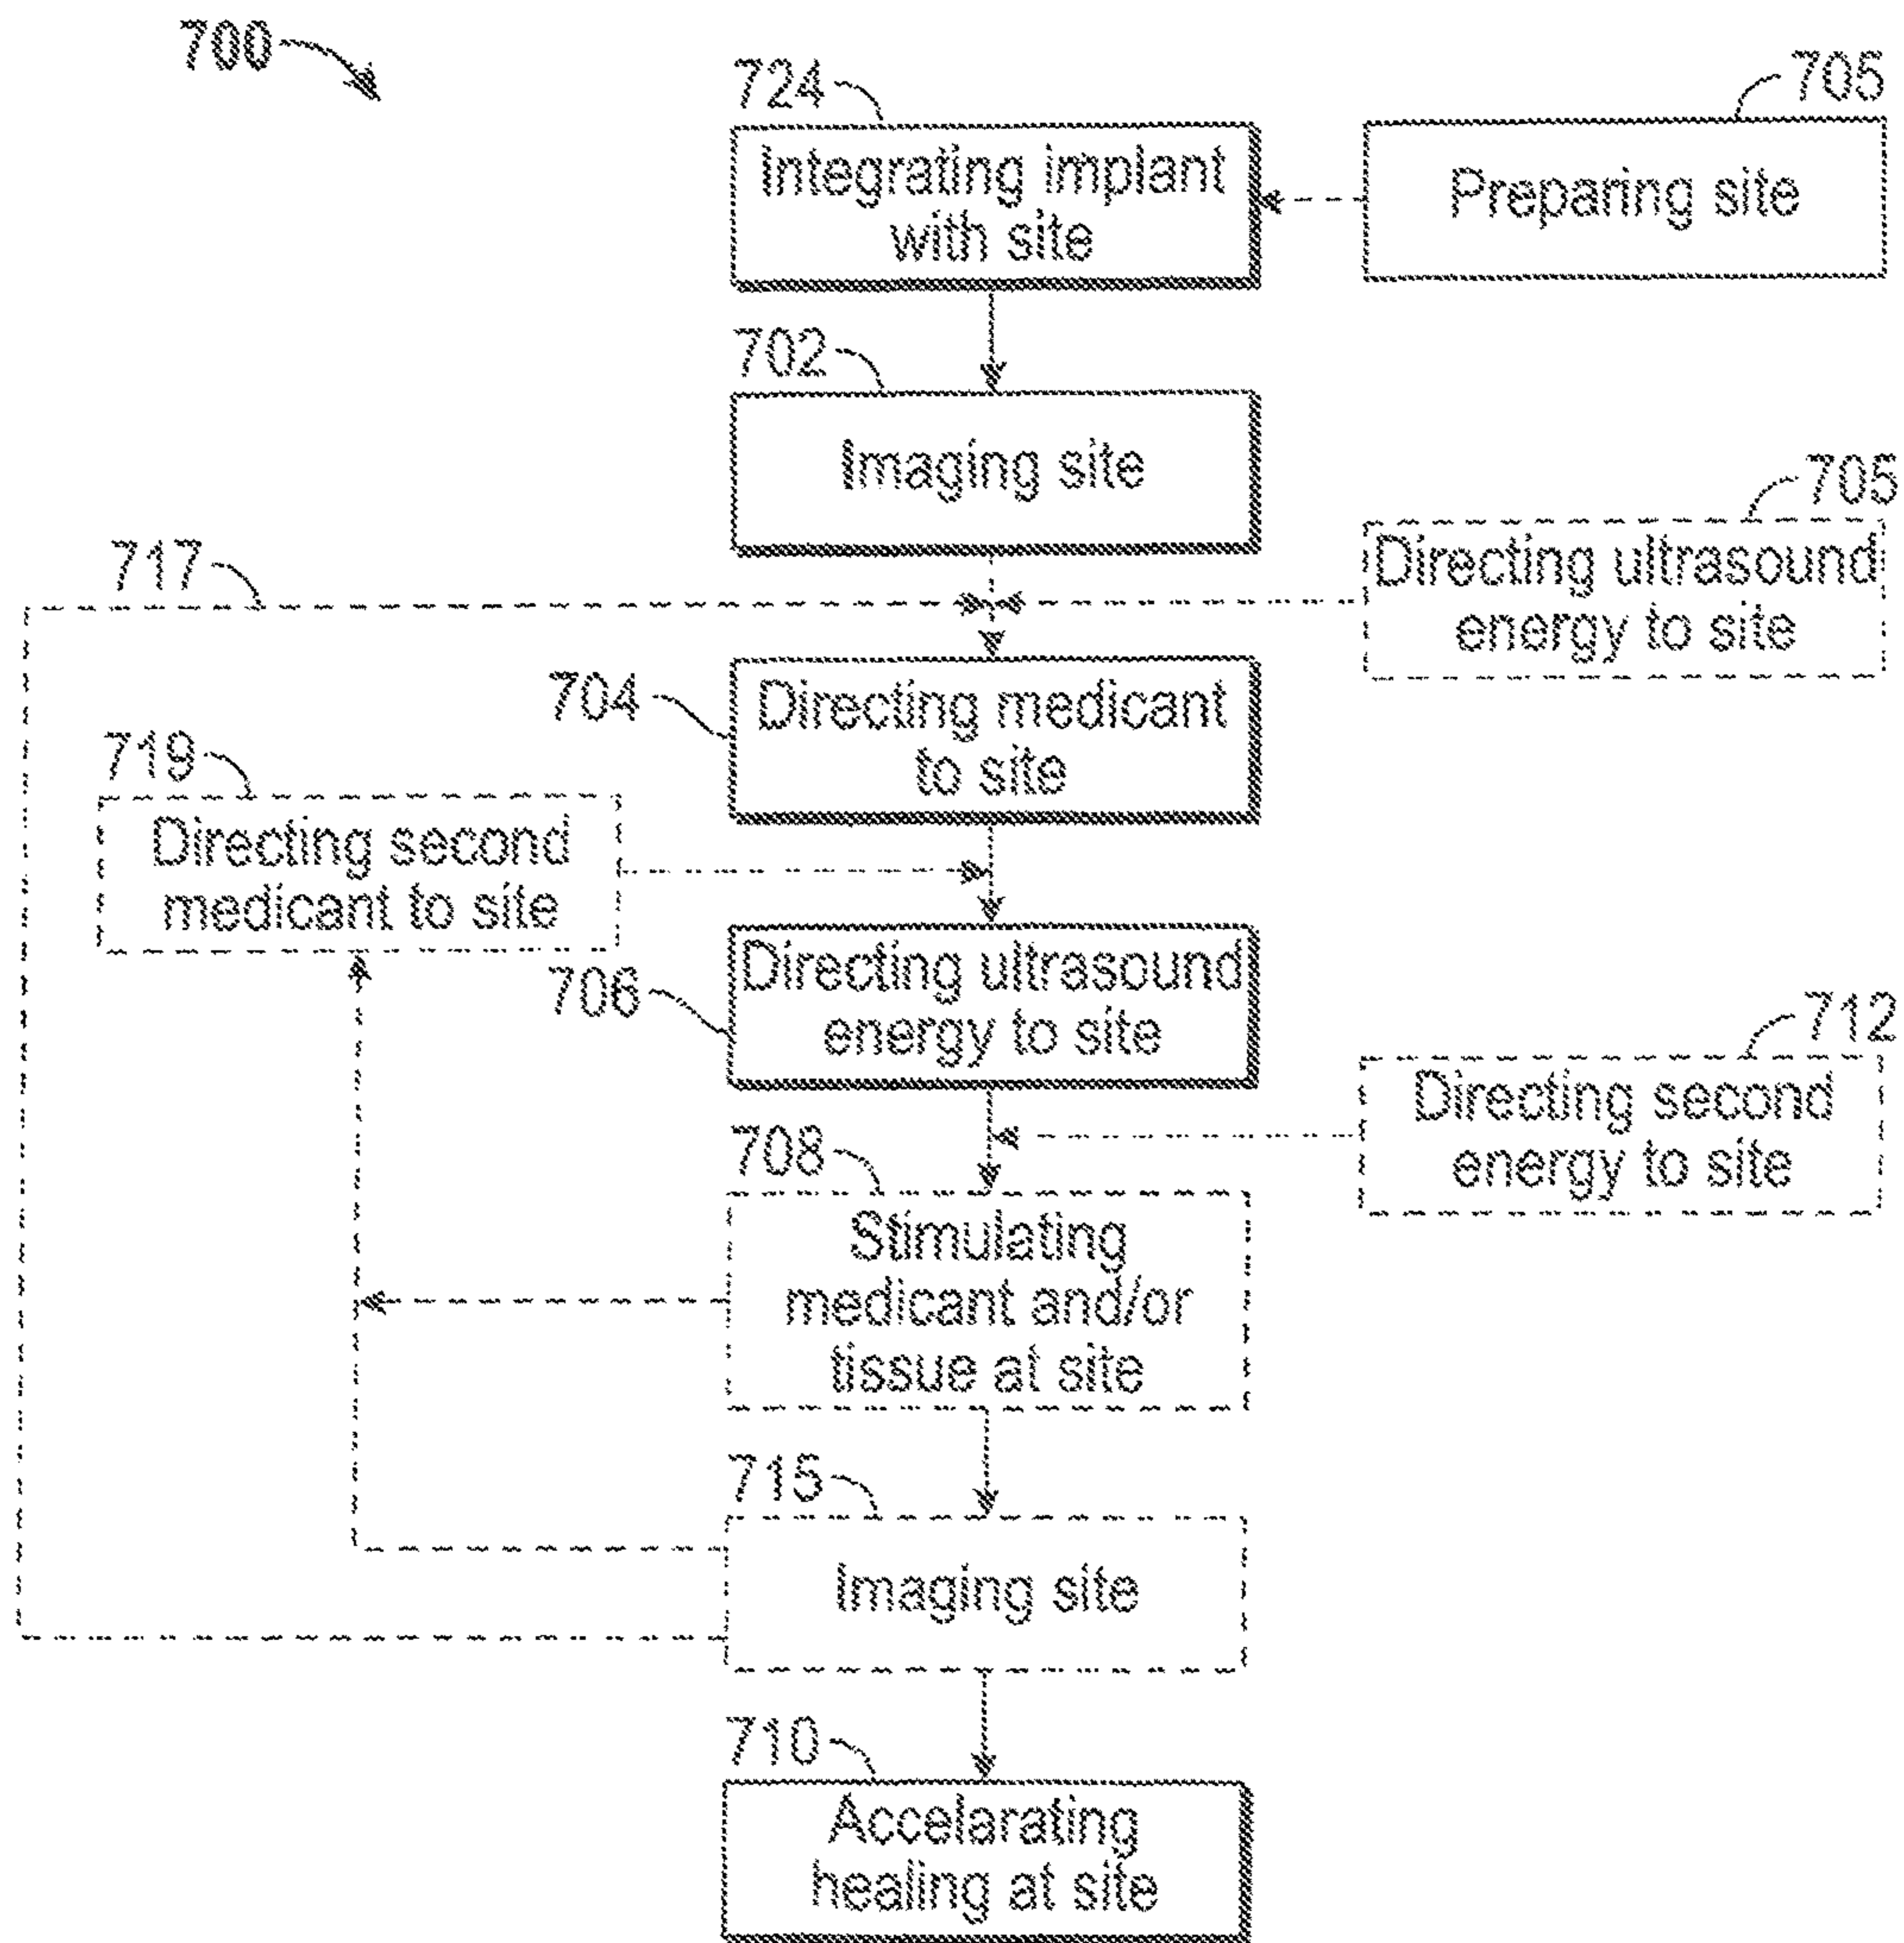 700
724
705
Integrating implant
with site
Preparing site
702
Imaging site
705
Directing ultrasound
energy to site
717
704
Directing medicant
to site
719
Directing second
medicant to site
706
Directing ultrasound
energy to site
712
Directing second
energy to site
708
Stimulating
medicant and/or
tissue at site
715
Imaging site
710
Accelarating
healing at site